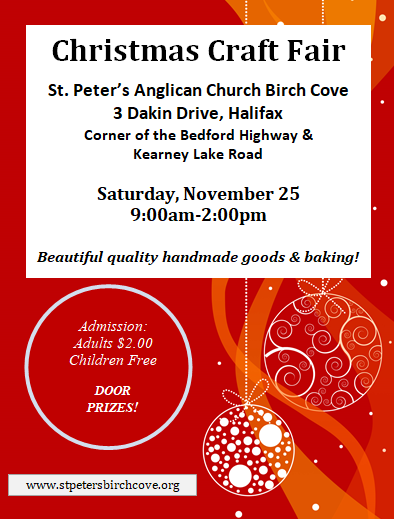 Christmas Craft Fair
St. Peter’s Anglican Church Birch Cove
3 Dakin Drive, Halifax
Corner of the Bedford Highway &
Kearney Lake Road
Saturday, November 25
9:00am-2:00pm
Beautiful quality handmade goods & baking!
Admission:
Adults $2.00
Children Free
DOOR
PRIZES!
www.stpetersbirchcove.org